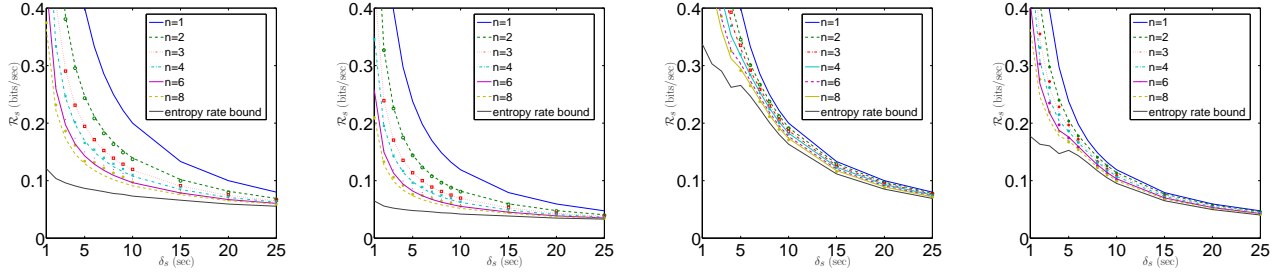 0.4
0.3
0.2
0.1
0
1 5 10 15 20 25
δs (sec)
Rs (bits/sec)
n=1
n=2
n=3
n=4
n=6
n=8
entropy rate bound
0.4
0.3
0.2
0.1
0
1 5 10 15 20 25
δs (sec)
Rs (bits/sec)
n=1
n=2
n=3
n=4
n=6
n=8
entropy rate bound
0.4
0.3
0.2
0.1
0
1 5 10 15 20 25
δs (sec)
Rs (bits/sec)
n=1
n=2
n=3
n=4
n=6
n=8
entropy rate bound
0.4
0.3
0.2
0.1
0
1 5 10 15 20 25
δs (sec)
Rs (bits/sec)
n=1
n=2
n=3
n=4
n=6
n=8
entropy rate bound